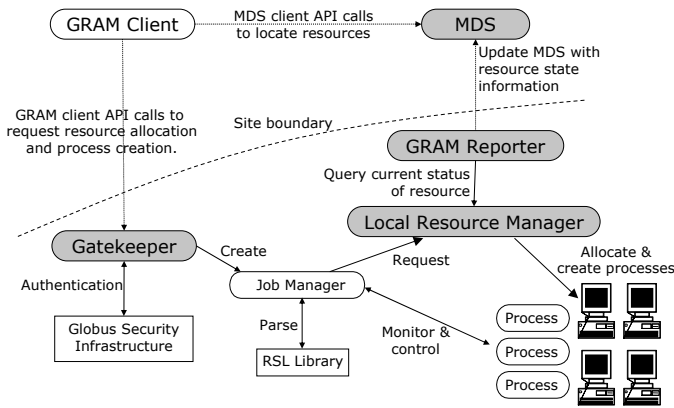 GRAM Client
MDS client API calls
to locate resources
MDS
Update MDS with
resource state
information
GRAM client API calls to
request resource allocation
and process creation.
Site boundary
GRAM Reporter
Query current status
of resource
Local Resource Manager
Gatekeeper
Create
Request
Allocate &
create processes
Authentication
Job Manager
Globus Security
Infrastructure
Parse
RSL Library
Monitor &
control
Process
Process
Process